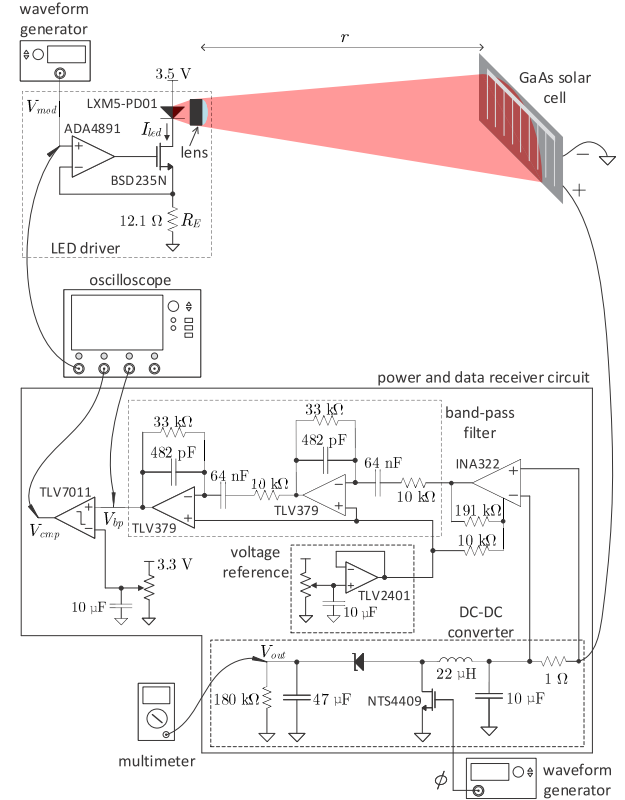 waveform
generator
r
3.5 V
GaAs solar
cell
LXM5-PD01
V_mod
I_led
ADA4891
+
−
lens
BSD235N
−
+
12.1 Ω
R_E
LED driver
oscilloscope
power and data receiver circuit
33 kΩ
33 kΩ
band-pass
filter
482 pF
482 pF
64 nF
64 nF
INA322
+
−
10 kΩ
10 kΩ
TLV7011
+
−
V_bp
V_cmp
−
+
TLV379
−
+
TLV379
191 kΩ
10 kΩ
voltage
reference
3.3 V
10 μF
−
+
TLV2401
10 μF
DC-DC
converter
V_out
22 μH
1 Ω
180 kΩ
47 μF
NTS4409
10 μF
multimeter
ϕ
waveform
generator